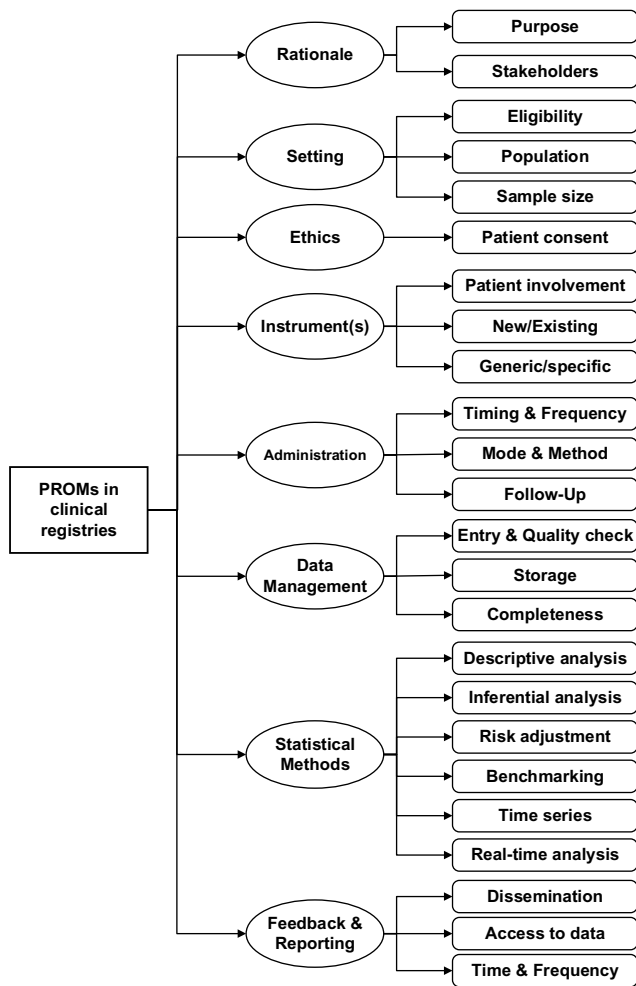 PROMs in
clinical
registries
Rationale
Purpose
Stakeholders
Setting
Eligibility
Population
Sample size
Ethics
Patient consent
Instrument(s)
Patient involvement
New/Existing
Generic/specific
Administration
Timing & Frequency
Mode & Method
Follow-Up
Data
Management
Entry & Quality check
Storage
Completeness
Statistical
Methods
Descriptive analysis
Inferential analysis
Risk adjustment
Benchmarking
Time series
Real-time analysis
Feedback &
Reporting
Dissemination
Access to data
Time & Frequency